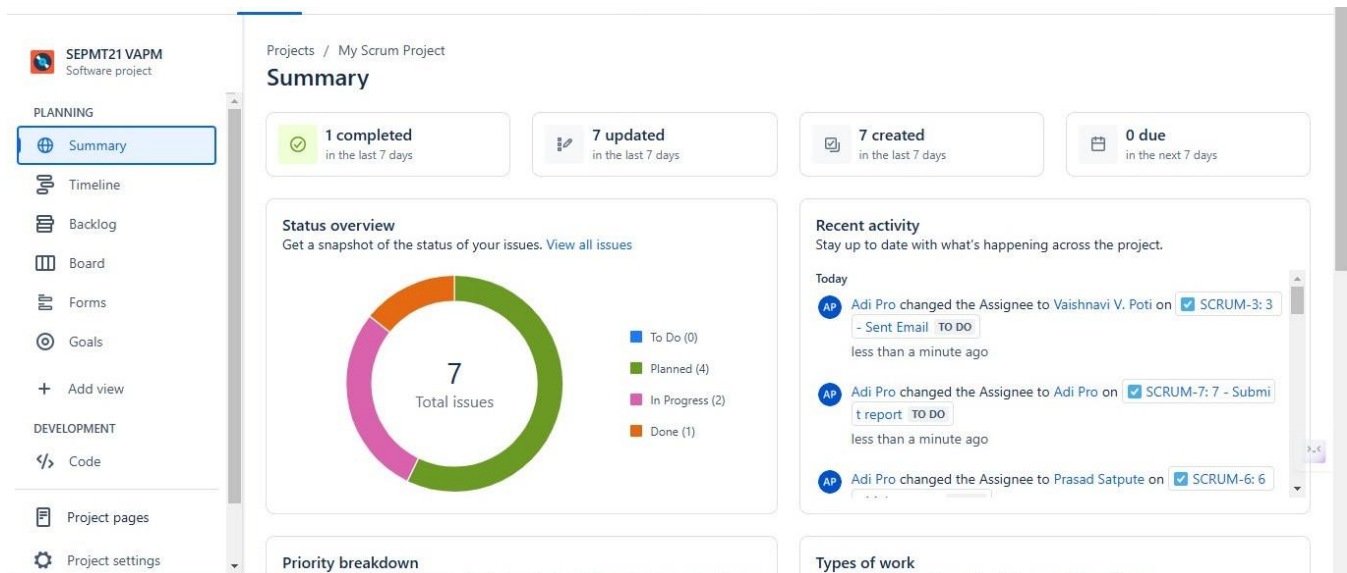 SEPMT21 VAPM
Software project
PLANNING
Summary
Timeline
Backlog
Board
Forms
Goals
Add view
DEVELOPMENT
Code
Project pages
Project settings
Projects / My Scrum Project
Summary
1 completed
in the last 7 days
7 updated
in the last 7 days
7 created
in the last 7 days
0 due
in the next 7 days
Status overview
Get a snapshot of the status of your issues. View all issues
7
Total issues
To Do (0)
Planned (4)
In Progress (2)
Done (1)
Recent activity
Stay up to date with what's happening across the project.
Today
AP Adi Pro changed the Assignee to Vaishnavi V. Poti on SCRUM-3: 3
- Sent Email TO DO
less than a minute ago
AP Adi Pro changed the Assignee to Adi Pro on SCRUM-7: 7 - Submi
t report TO DO
less than a minute ago
AP Adi Pro changed the Assignee to Prasad Satpute on SCRUM-6: 6
Priority breakdown
Types of work